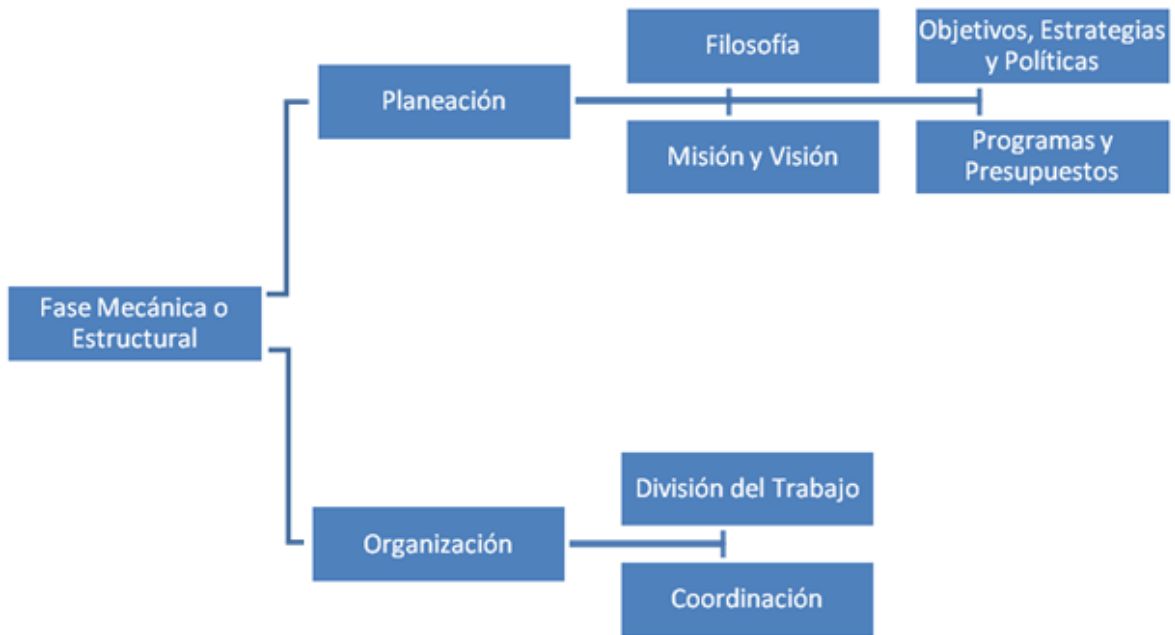 Filosofía
Objetivos, Estrategias
y Políticas
Planeación
Misión y Visión
Programas y
Presupuestos
Fase Mecánica o
Estructural
División del Trabajo
Organización
Coordinación